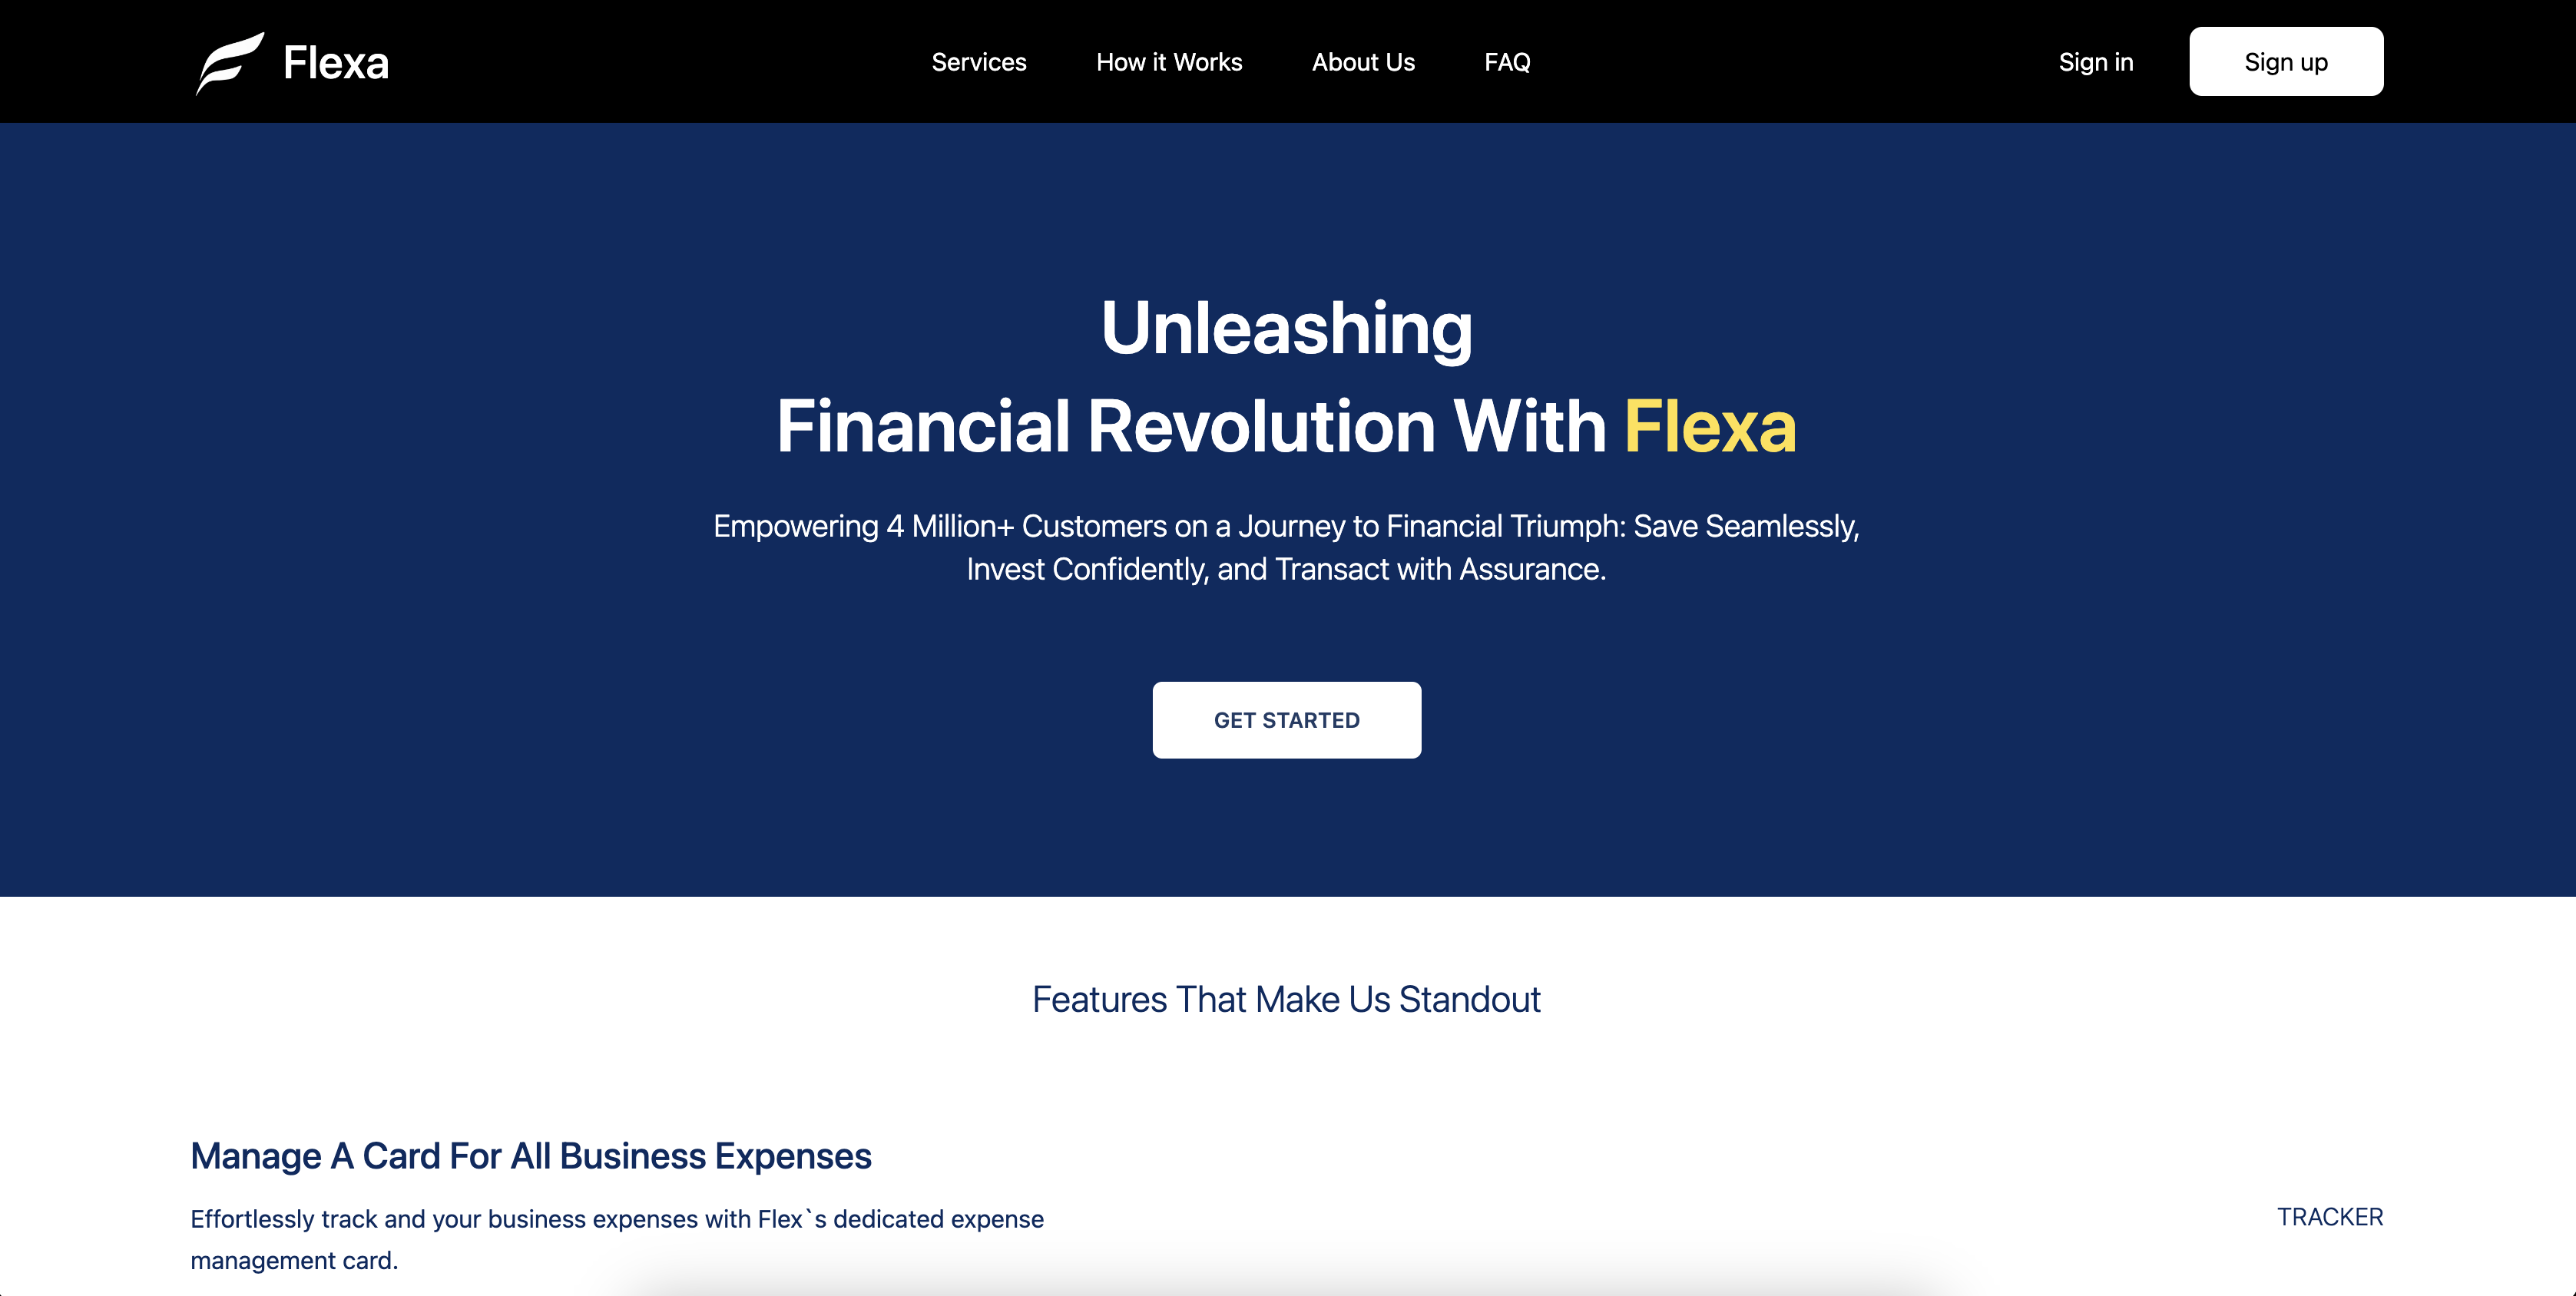 Flexa
Services
How it Works
About Us
FAQ
Sign in
Sign up
Unleashing
Financial Revolution With Flexa
Empowering 4 Million+ Customers on a Journey to Financial Triumph: Save Seamlessly,
Invest Confidently, and Transact with Assurance.
GET STARTED
Features That Make Us Standout
Manage A Card For All Business Expenses
Effortlessly track and your business expenses with Flex`s dedicated expense
management card.
TRACKER